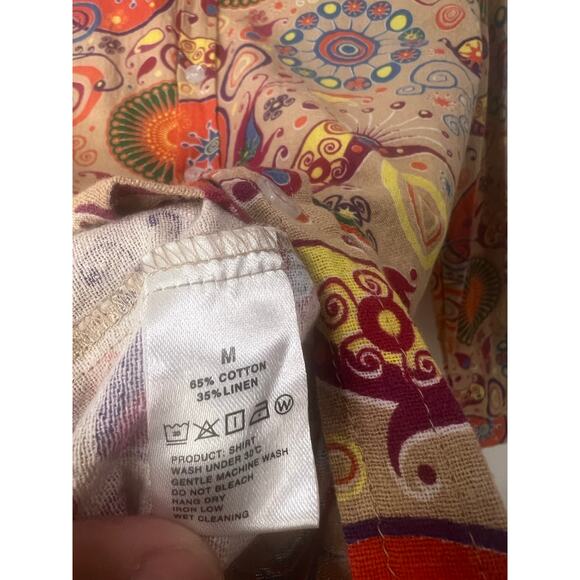 M
65% COTTON
35% LINEN
30
W
PRODUCT: SHIRT
WASH UNDER 30℃
GENTLE MACHINE WASH
DO NOT BLEACH
HANG DRY
IRON LOW
WET CLEANING